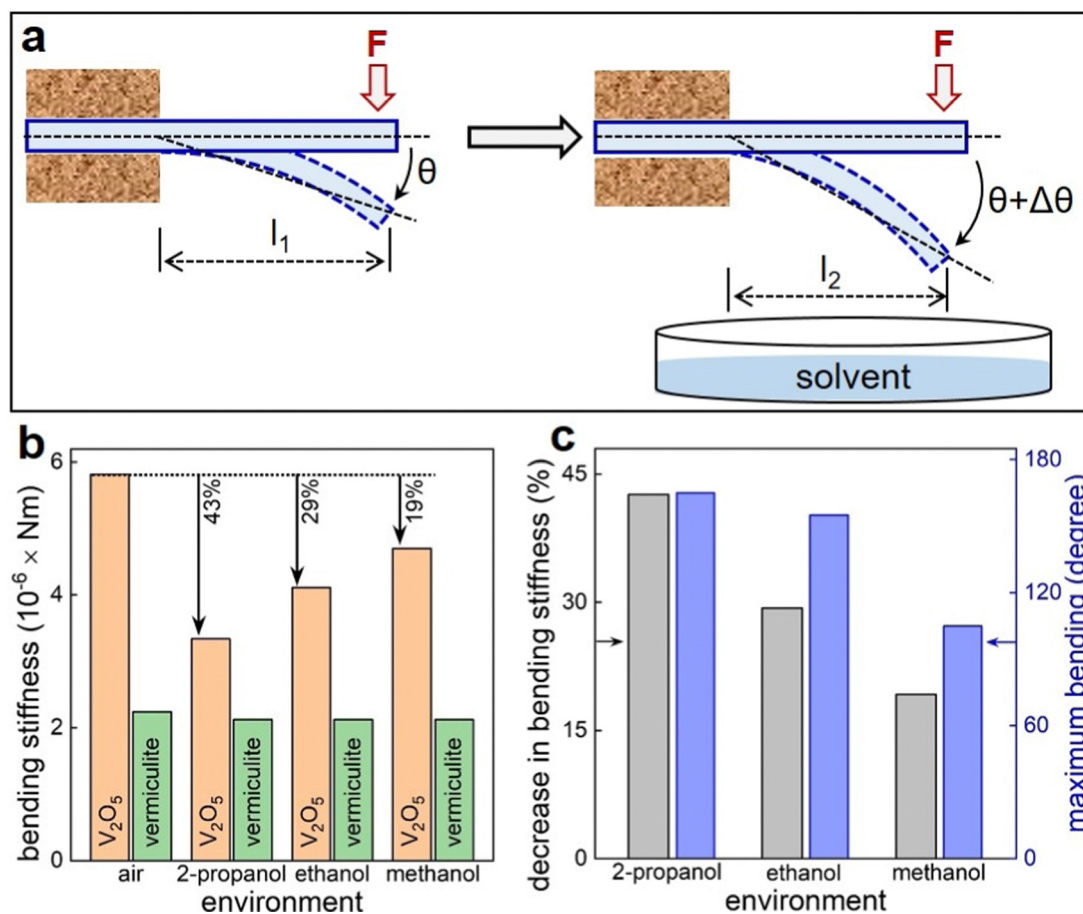 a
F
F
θ
θ+Δθ
l₁
l₂
solvent
b
bending stiffness (10⁻⁶ × Nm)
6
4
2
0
43%
29%
19%
V₂O₅
vermiculite
V₂O₅
vermiculite
V₂O₅
vermiculite
V₂O₅
vermiculite
air
2-propanol
ethanol
methanol
environment
c
decrease in bending stiffness (%)
45
30
15
0
180
120
60
0
maximum bending (degree)
2-propanol
ethanol
methanol
environment